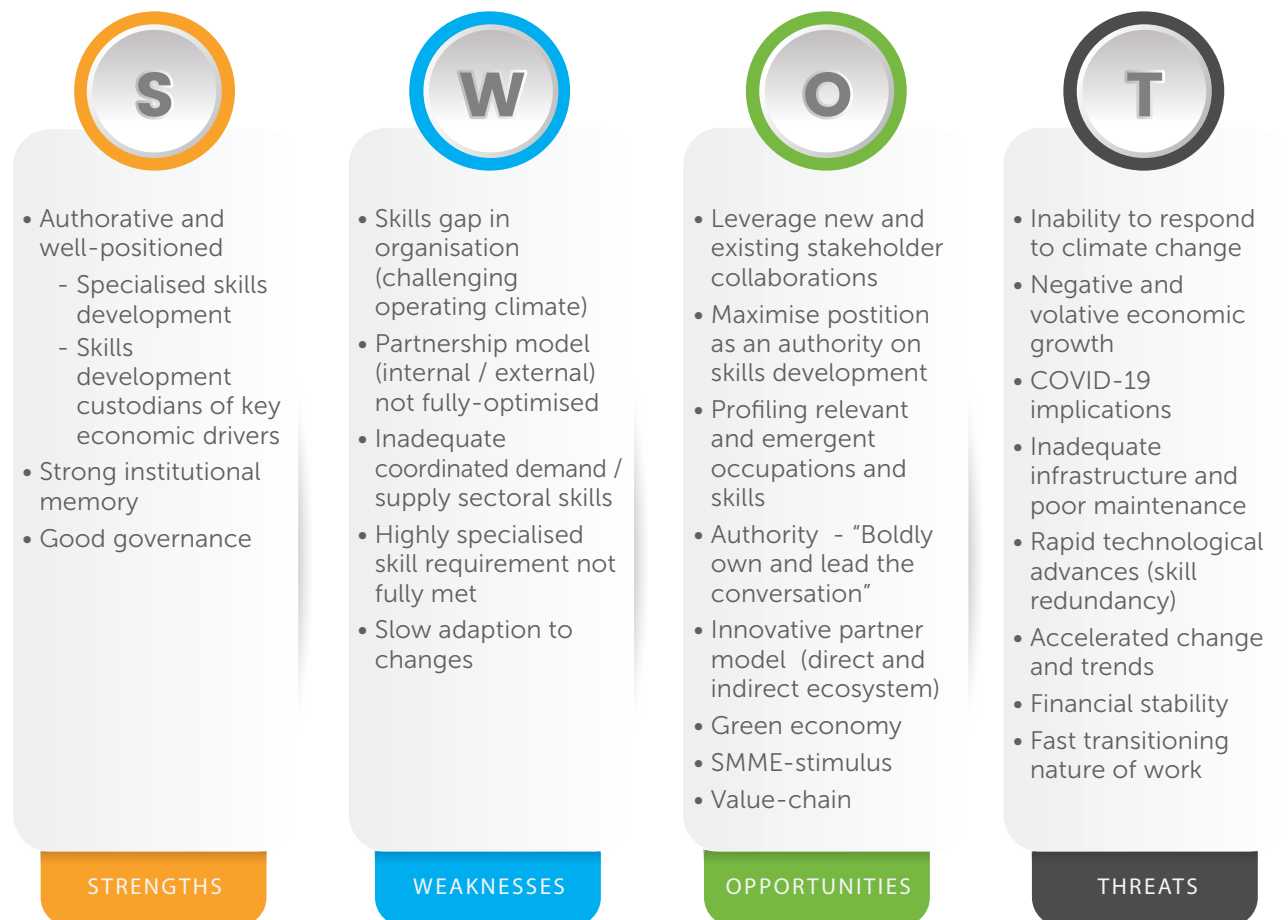 S
• Authorative and
well-positioned
- Specialised skills
development
- Skills
development
custodians of key
economic drivers
• Strong institutional
memory
• Good governance
STRENGTHS
W
• Skills gap in
organisation
(challenging
operating climate)
• Partnership model
(internal / external)
not fully-optimised
• Inadequate
coordinated demand /
supply sectoral skills
• Highly specialised
skill requirement not
fully met
• Slow adaption to
changes
WEAKNESSES
O
• Leverage new and
existing stakeholder
collaborations
• Maximise postition
as an authority on
skills development
• Profiling relevant
and emergent
occupations and
skills
• Authority - “Boldly
own and lead the
conversation”
• Innovative partner
model (direct and
indirect ecosystem)
• Green economy
• SMME-stimulus
• Value-chain
OPPORTUNITIES
T
• Inability to respond
to climate change
• Negative and
volative economic
growth
• COVID-19
implications
• Inadequate
infrastructure and
poor maintenance
• Rapid technological
advances (skill
redundancy)
• Accelerated change
and trends
• Financial stability
• Fast transitioning
nature of work
THREATS